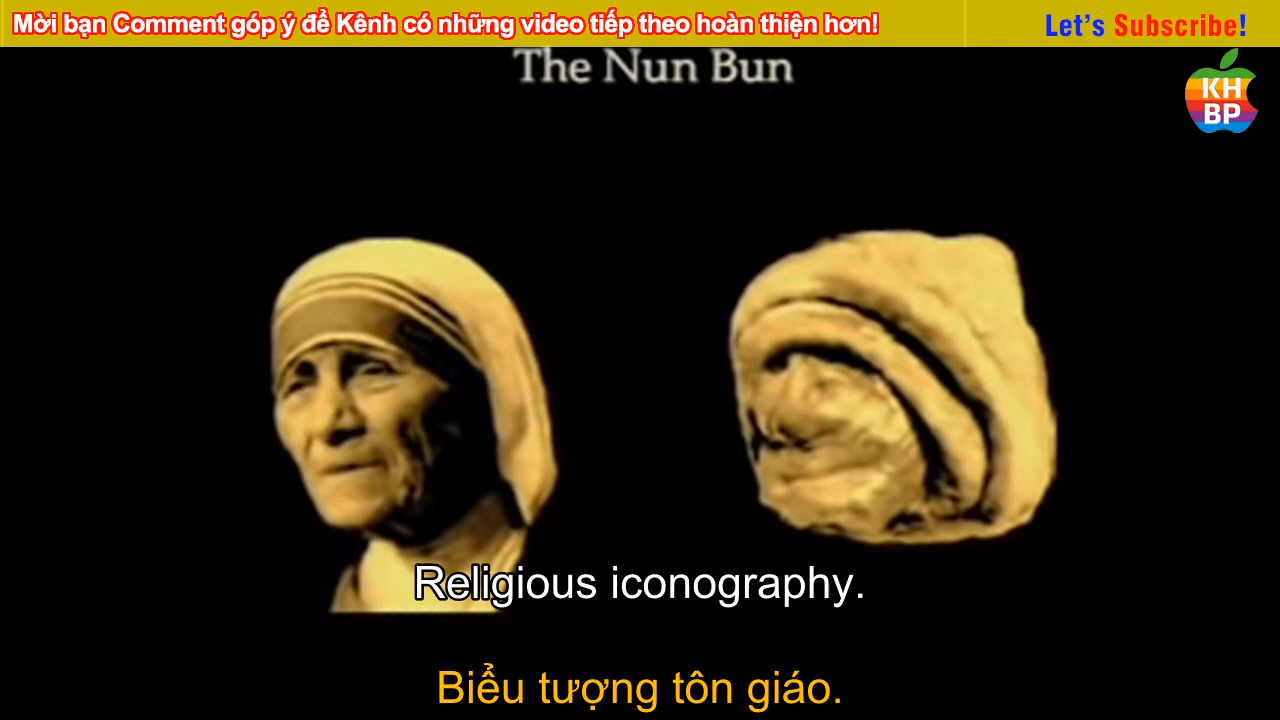 Mời bạn Comment góp ý để Kênh có những video tiếp theo hoàn thiện hơn!
Let's Subscribe!
The Nun Bun
KH
BP
Religious iconography.
Biểu tượng tôn giáo.